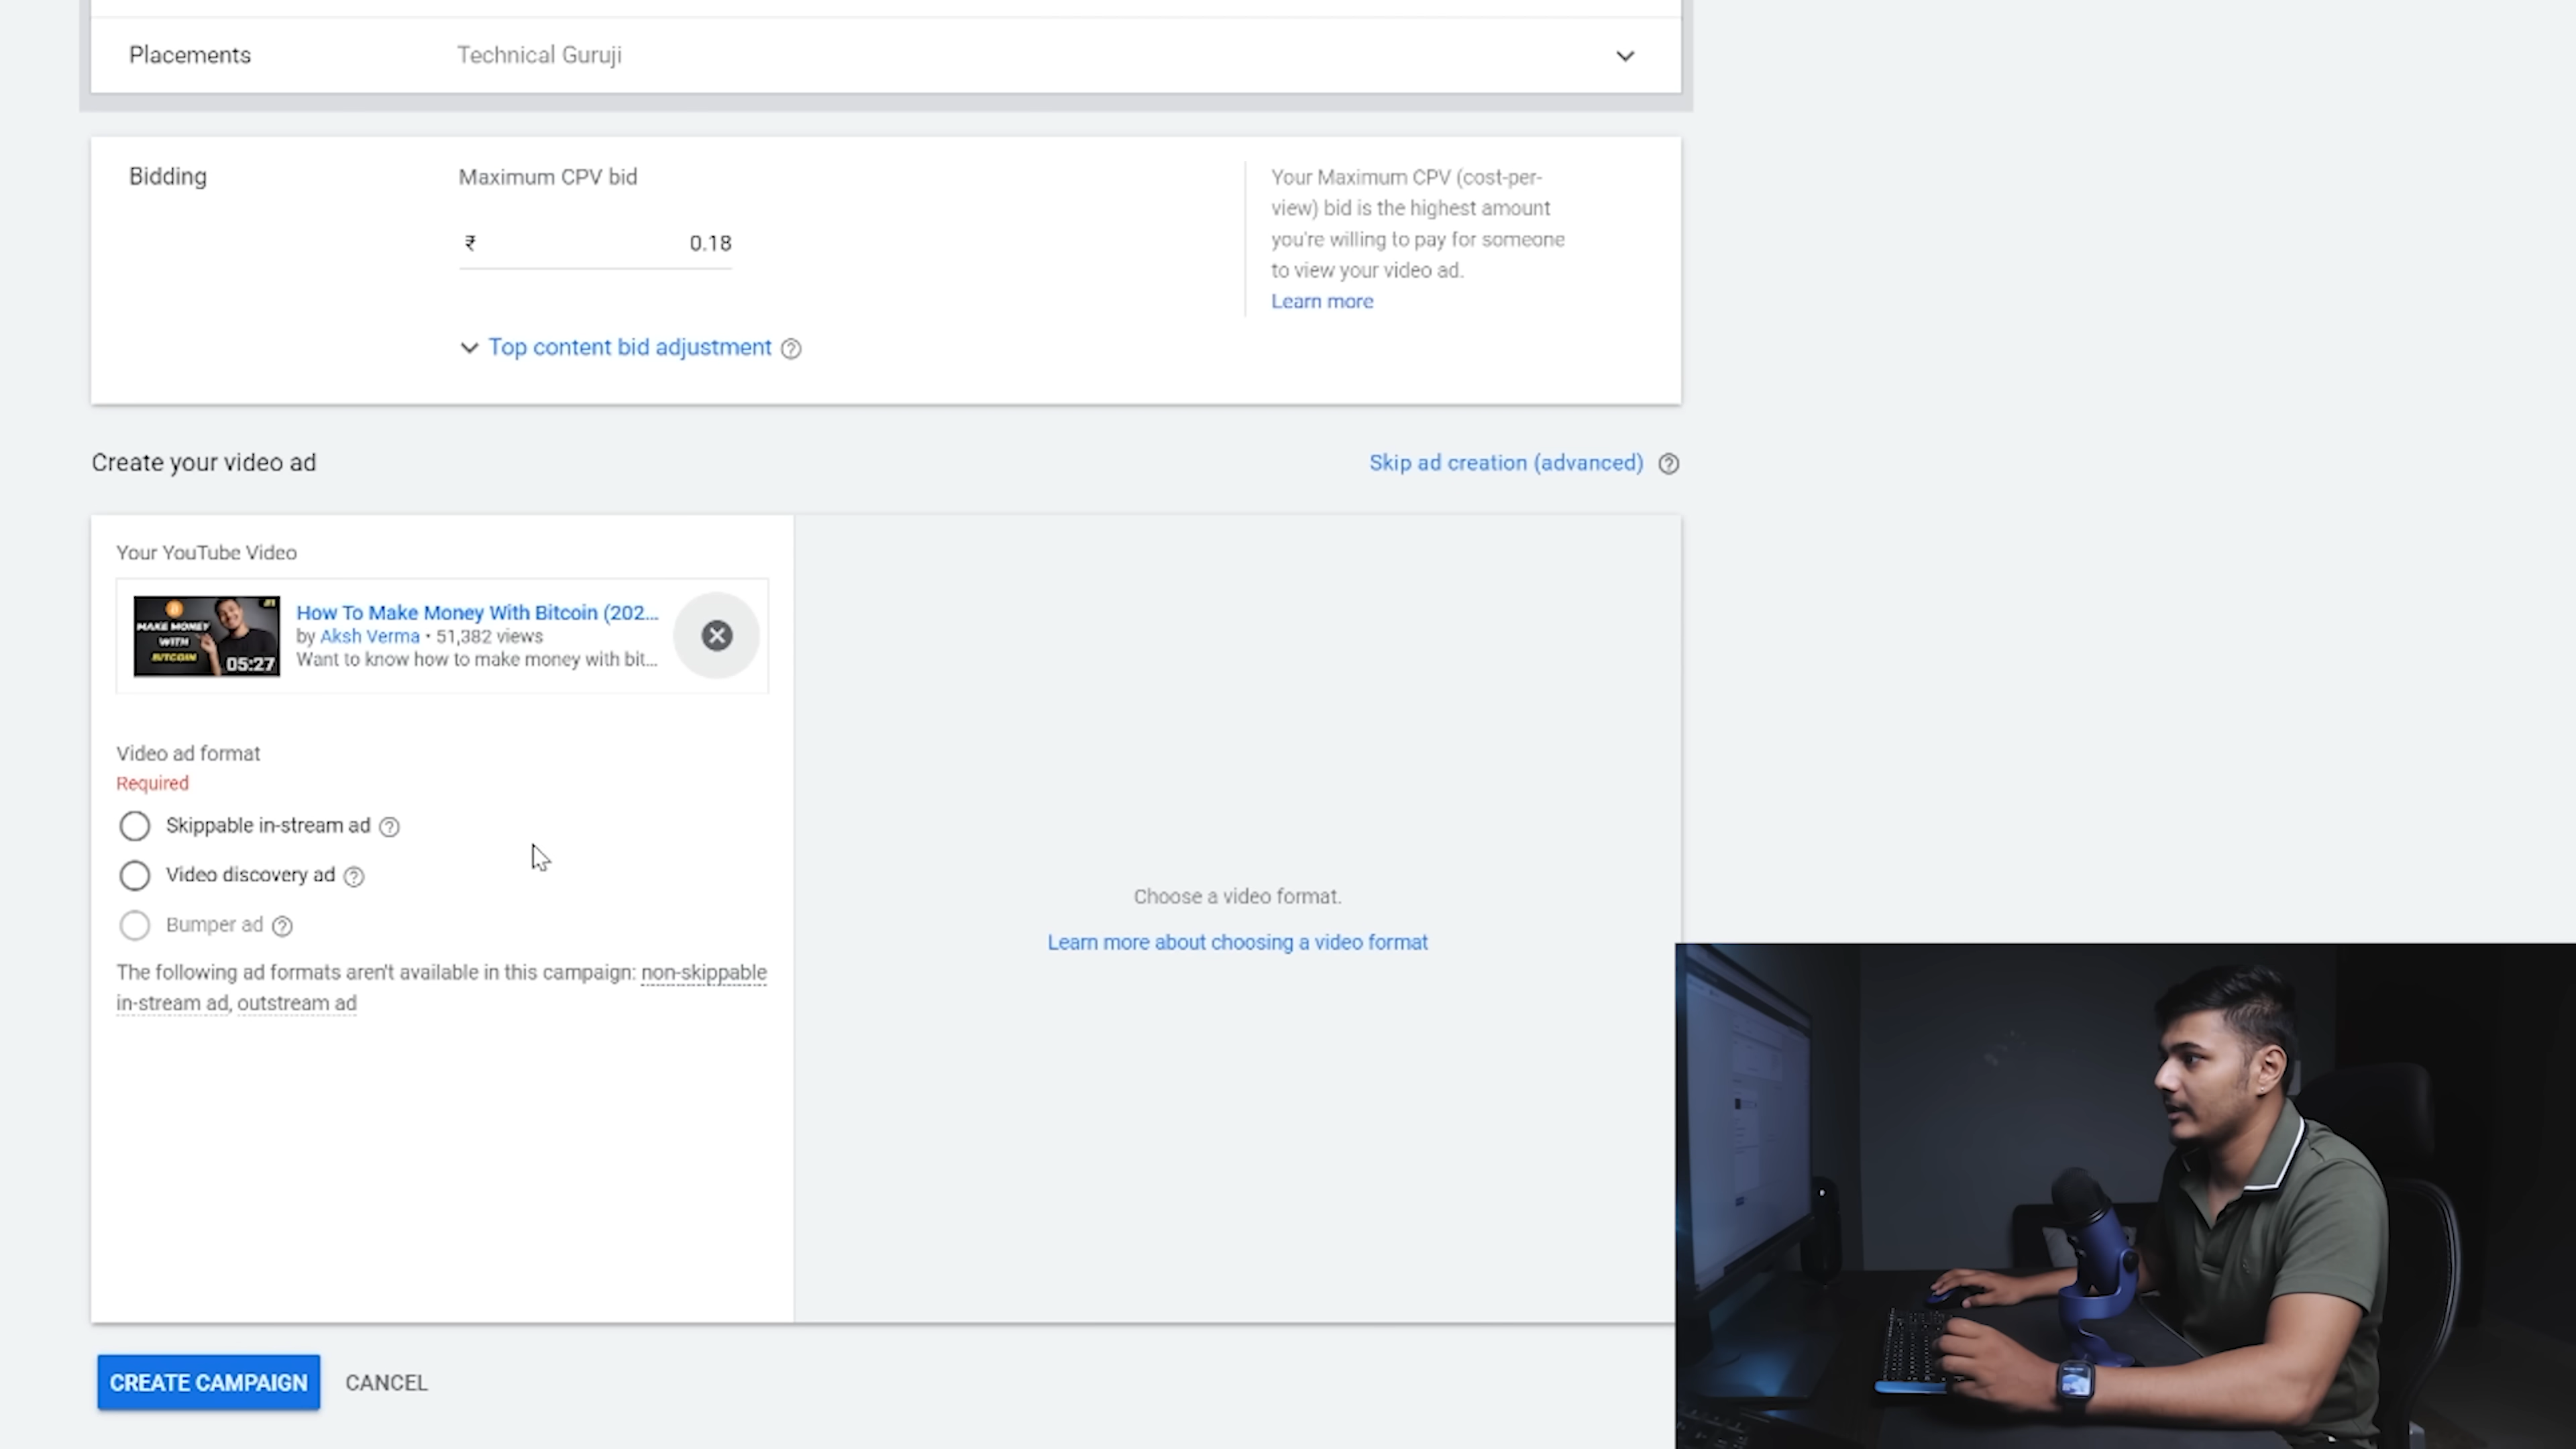 Placements
Technical Guruji
Bidding
Maximum CPV bid
₹ 0.18
Top content bid adjustment
Your Maximum CPV (cost-per-
view) bid is the highest amount
you're willing to pay for someone
to view your video ad.
Learn more
Create your video ad
Skip ad creation (advanced)
Your YouTube Video
MAKE MONEY
WITH
BITCOIN
05:27
How To Make Money With Bitcoin (202...
by Aksh Verma • 51,382 views
Want to know how to make money with bit...
Video ad format
Required
Skippable in-stream ad
Video discovery ad
Bumper ad
The following ad formats aren't available in this campaign: non-skippable
in-stream ad, outstream ad
Choose a video format.
Learn more about choosing a video format
CREATE CAMPAIGN
CANCEL